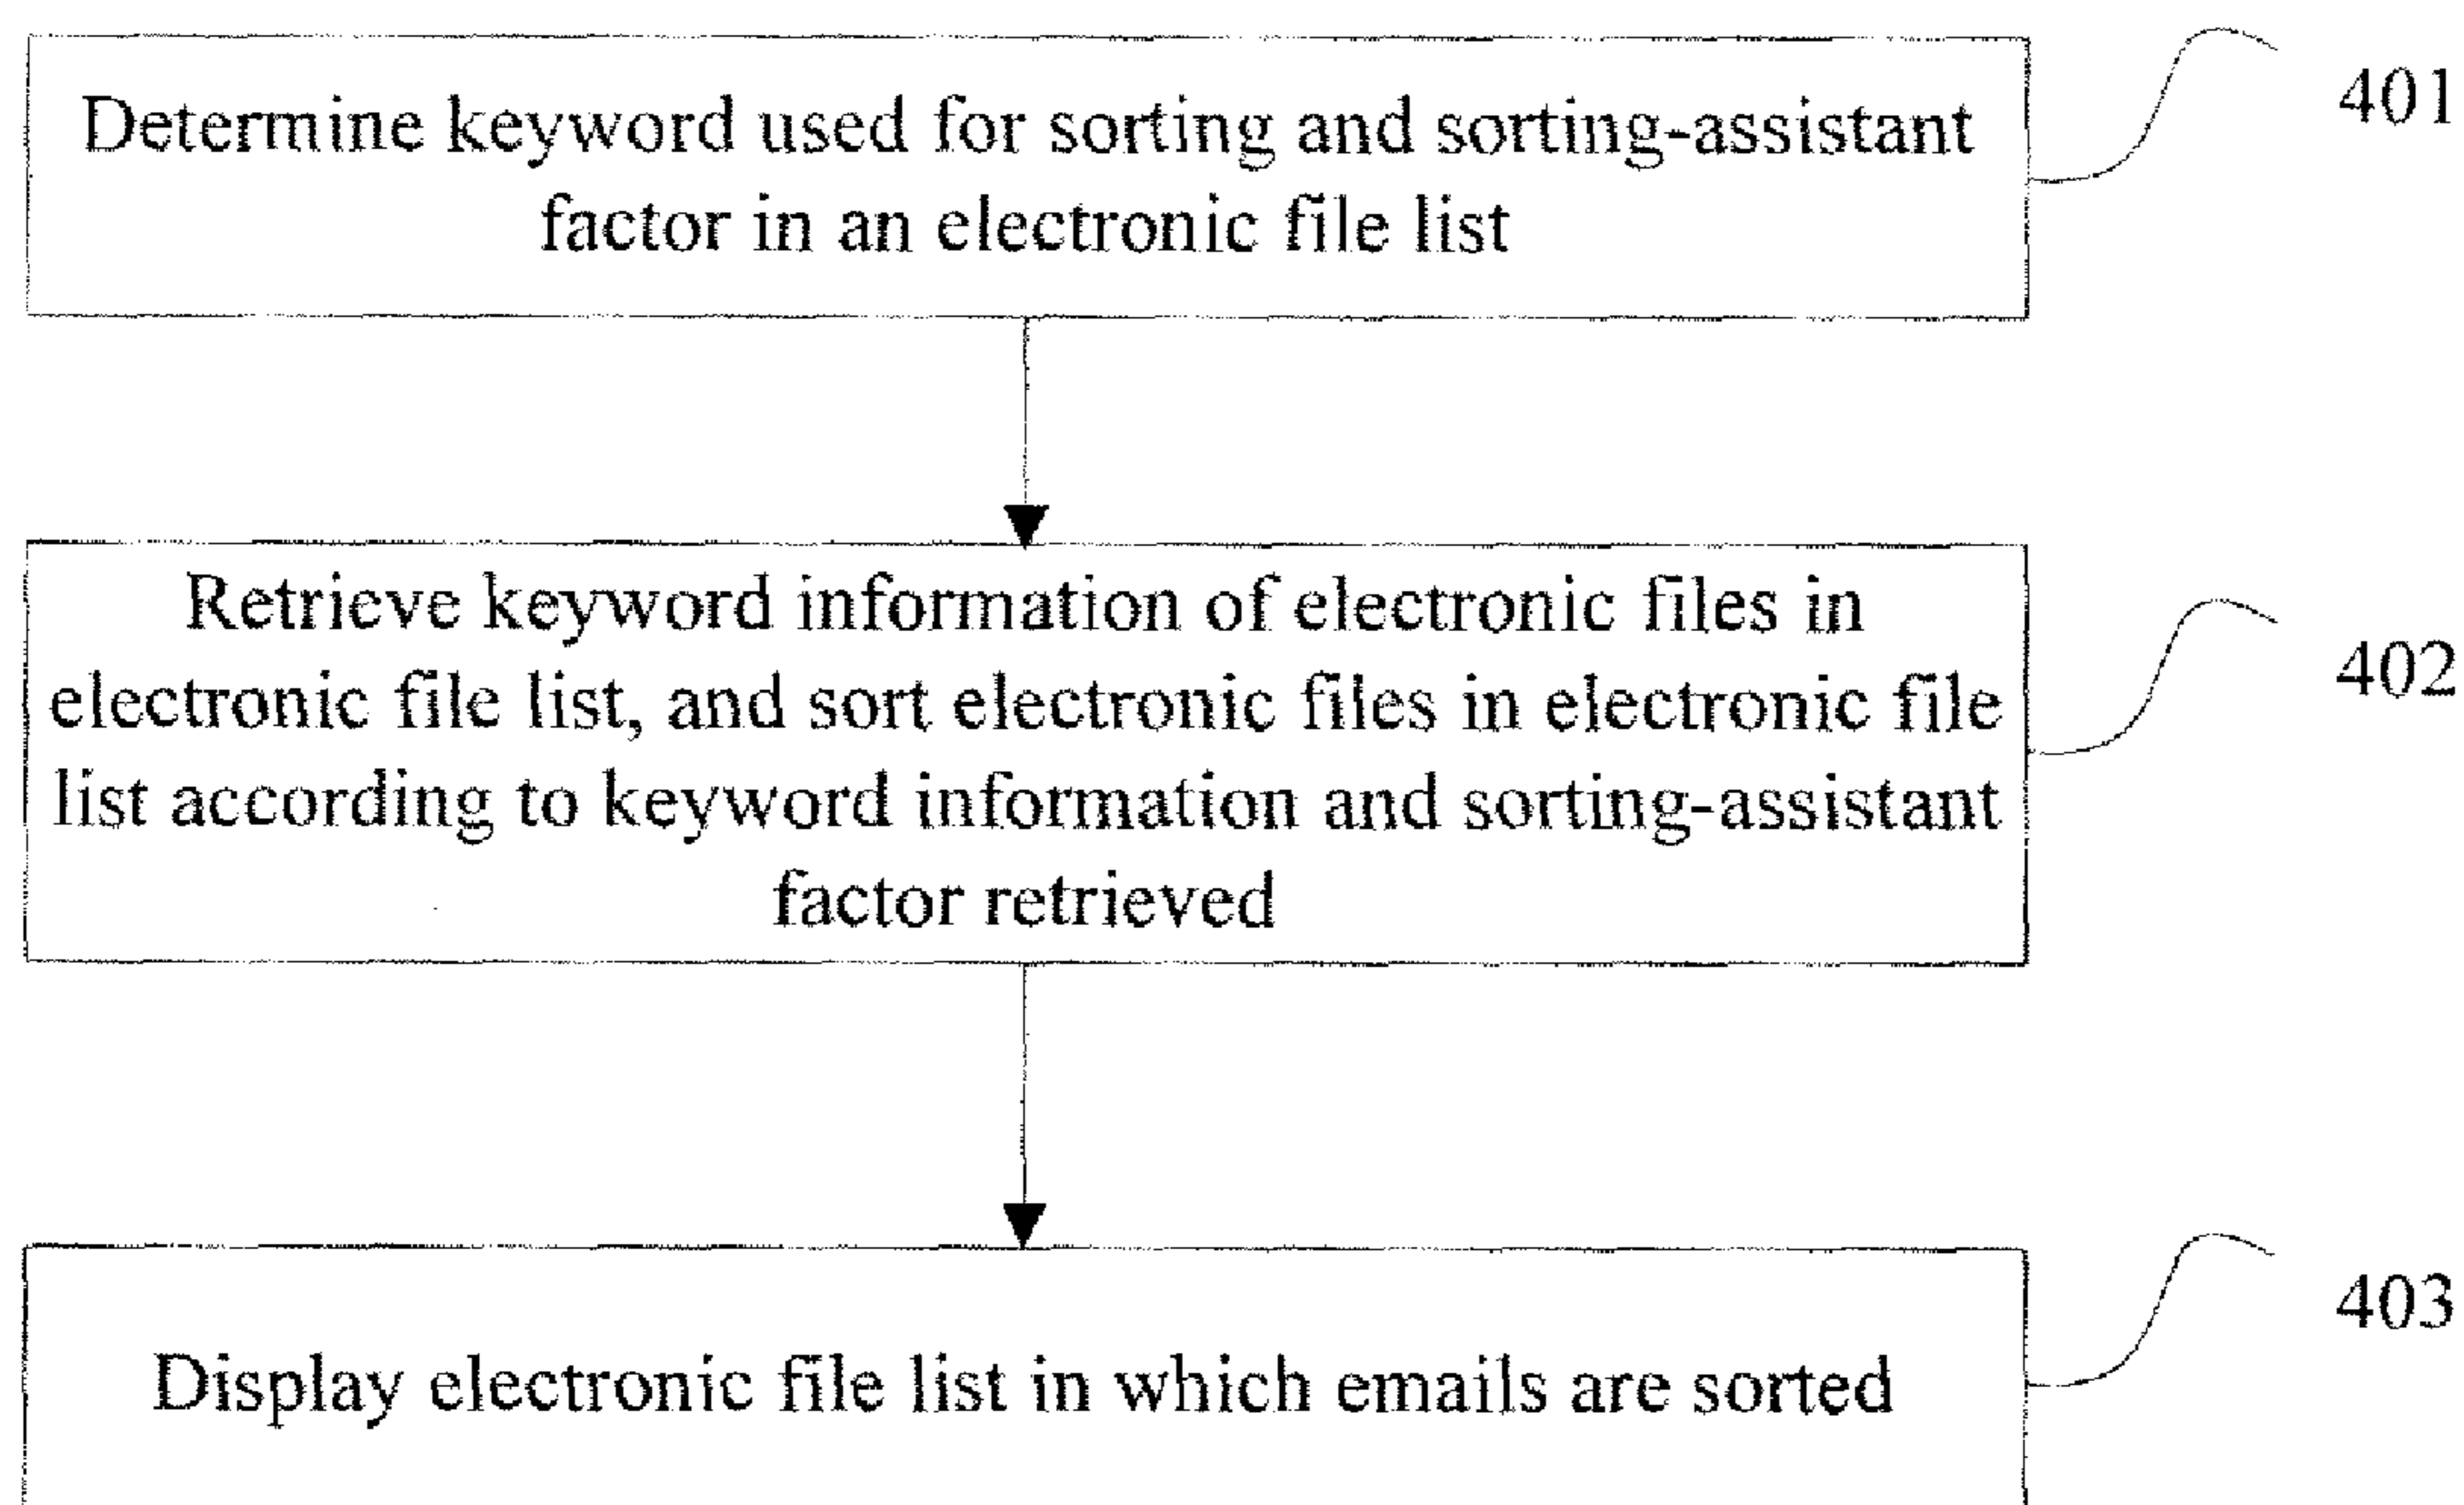 Determine keyword used for sorting and sorting-assistant
factor in an electronic file list
401
Retrieve keyword information of electronic files in
electronic file list, and sort electronic files in electronic file
list according to keyword information and sorting-assistant
factor retrieved
402
Display electronic file list in which emails are sorted
403